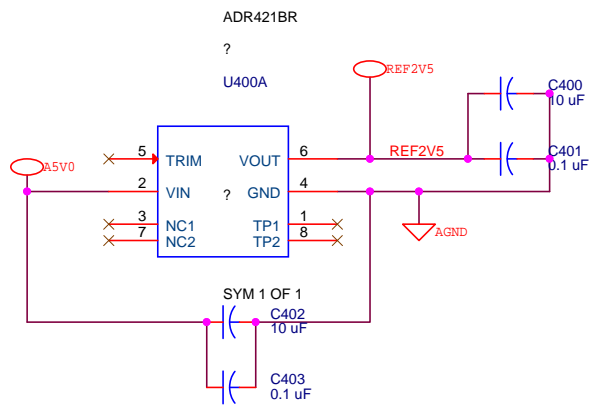 ADR421BR
?
U400A
REF2V5
C400
10 uF
A5V0
5
TRIM
VOUT
6
REF2V5
C401
0.1 uF
2
VIN
?
GND
4
3
NC1
TP1
1
7
NC2
TP2
8
AGND
SYM 1 OF 1
C402
10 uF
C403
0.1 uF